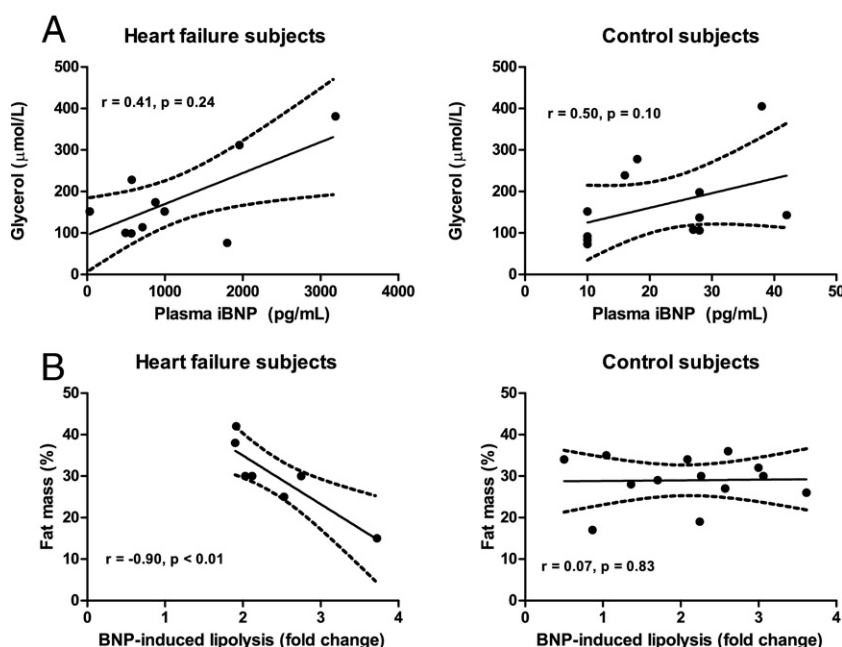 A
Heart failure subjects
500
400
300
200
100
0
Glycerol (μmol/L)
r = 0.41, p = 0.24
0 1000 2000 3000 4000
Plasma iBNP (pg/mL)
Control subjects
500
400
300
200
100
0
Glycerol (μmol/L)
r = 0.50, p = 0.10
0 10 20 30 40 50
Plasma iBNP (pg/mL)
B
Heart failure subjects
50
40
30
20
10
0
Fat mass (%)
r = -0.90, p < 0.01
0 1 2 3 4
BNP-induced lipolysis (fold change)
Control subjects
50
40
30
20
10
0
Fat mass (%)
r = 0.07, p = 0.83
0 1 2 3 4
BNP-induced lipolysis (fold change)